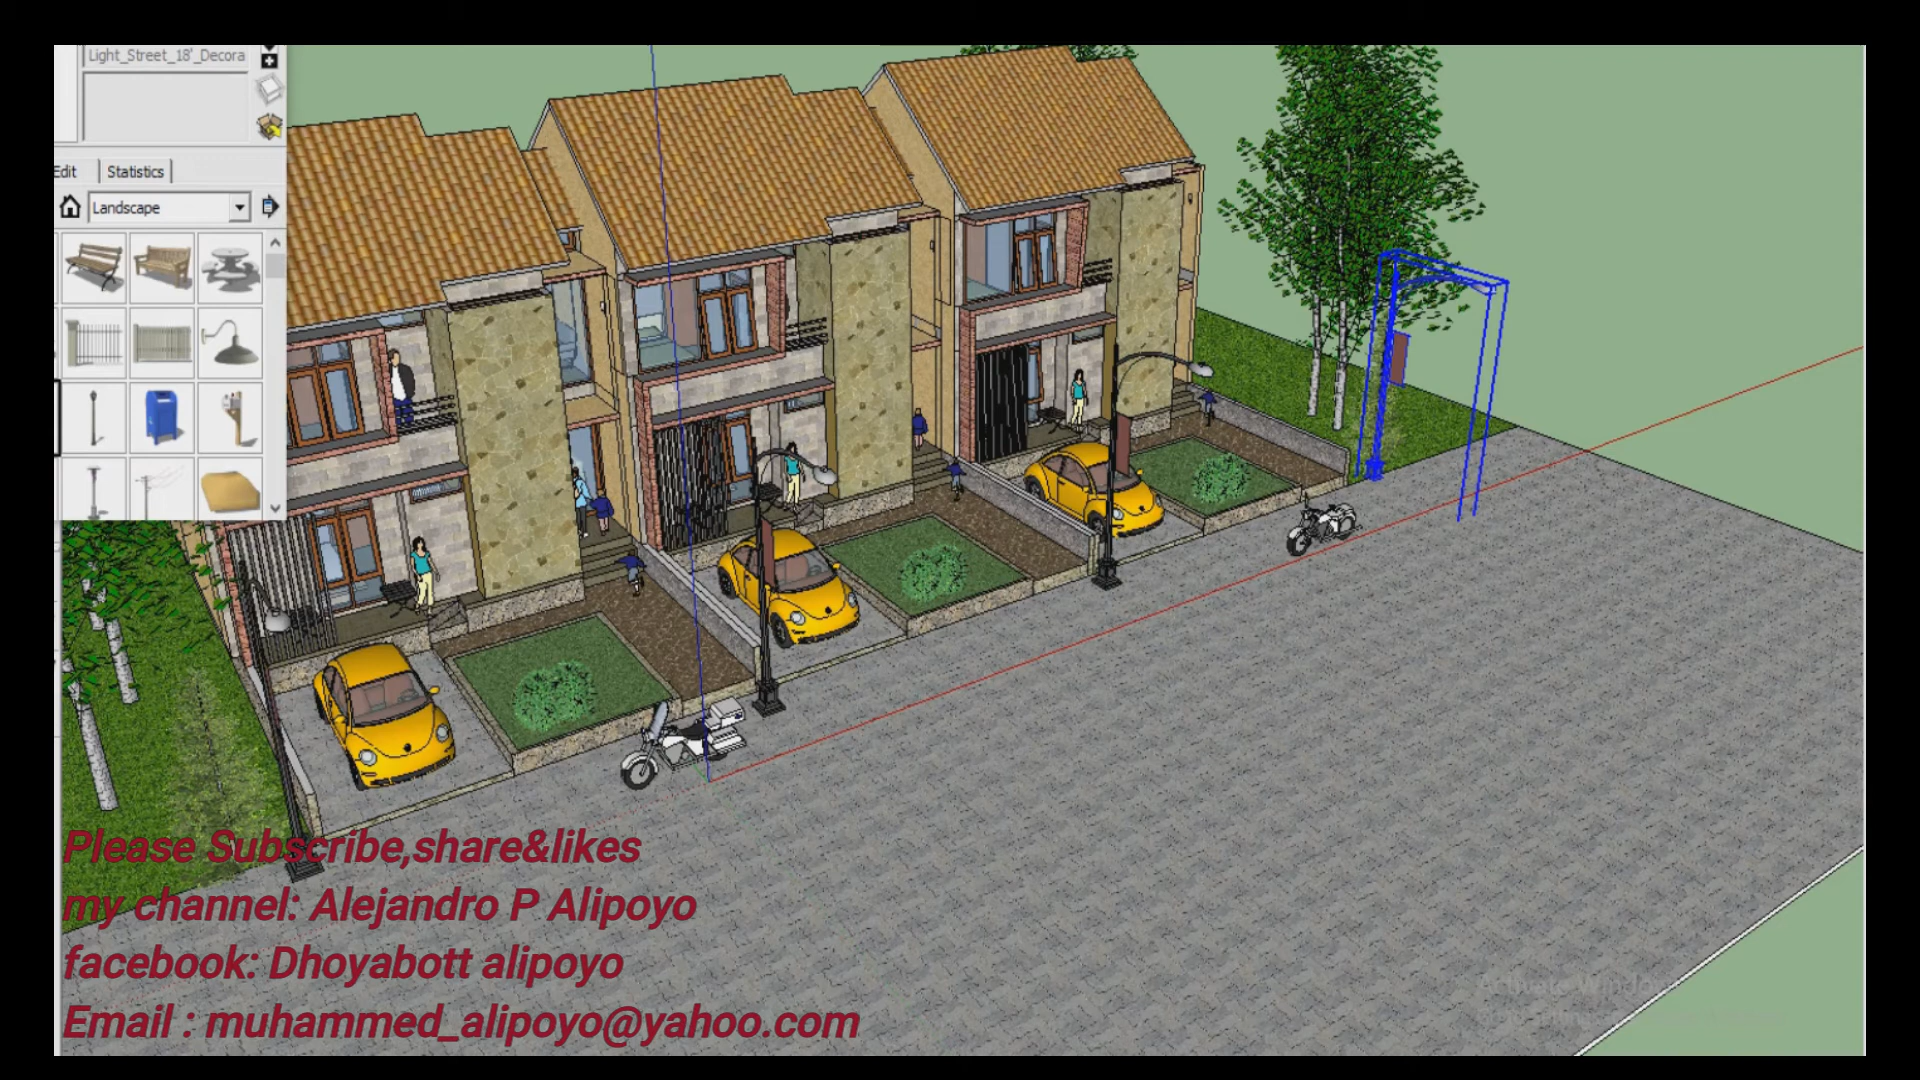 Light_Street_18'_Decora
Edit
Statistics
Landscape
Please Subscribe,share&likes
my channel: Alejandro P Alipoyo
facebook: Dhoyabott alipoyo
Email : muhammed_alipoyo@yahoo.com